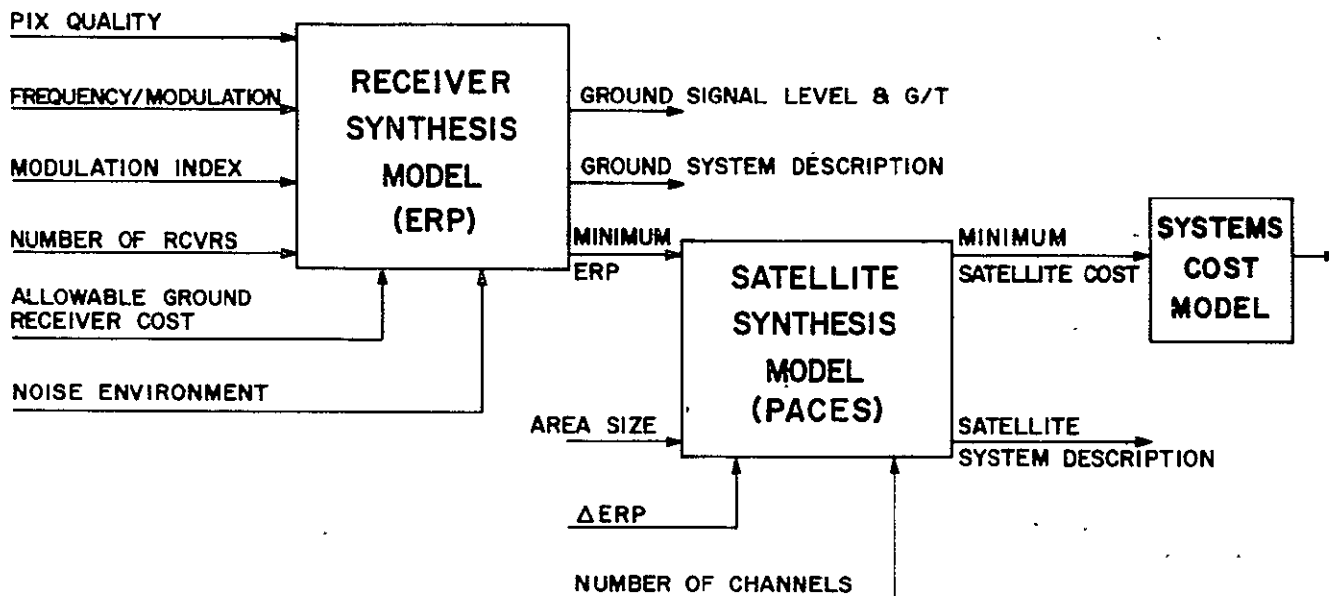 PIX QUALITY
FREQUENCY/MODULATION
MODULATION INDEX
NUMBER OF RCVRS
ALLOWABLE GROUND
RECEIVER COST
NOISE ENVIRONMENT
RECEIVER
SYNTHESIS
MODEL
(ERP)
GROUND SIGNAL LEVEL & G/T
GROUND SYSTEM DESCRIPTION
MINIMUM
ERP
AREA SIZE
ΔERP
NUMBER OF CHANNELS
SATELLITE
SYNTHESIS
MODEL
(PACES)
MINIMUM
SATELLITE COST
SATELLITE
SYSTEM DESCRIPTION
SYSTEMS
COST
MODEL